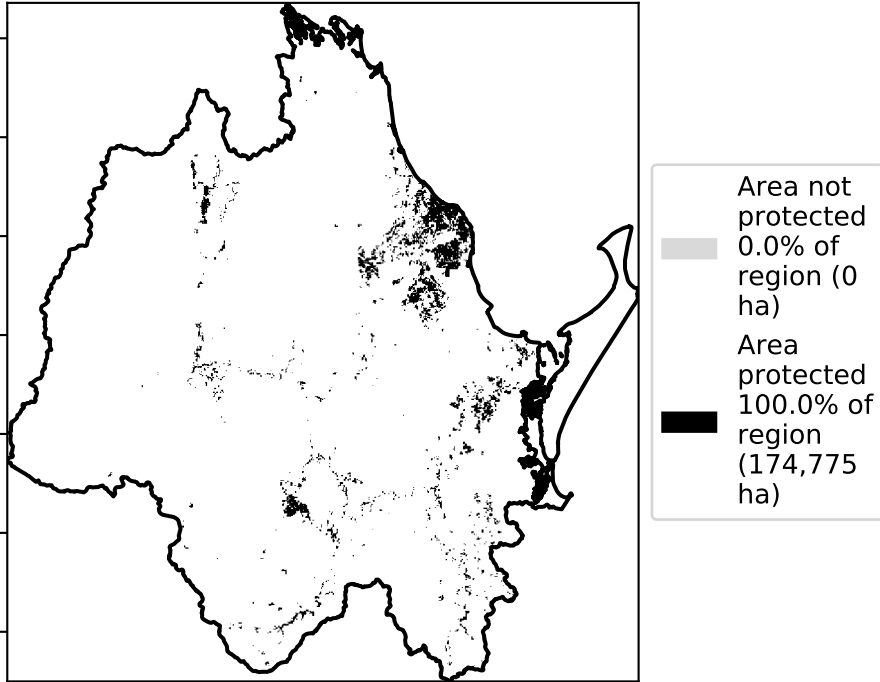 Area not
protected
0.0% of
region (0
ha)
Area
protected
100.0% of
region
(174,775
ha)